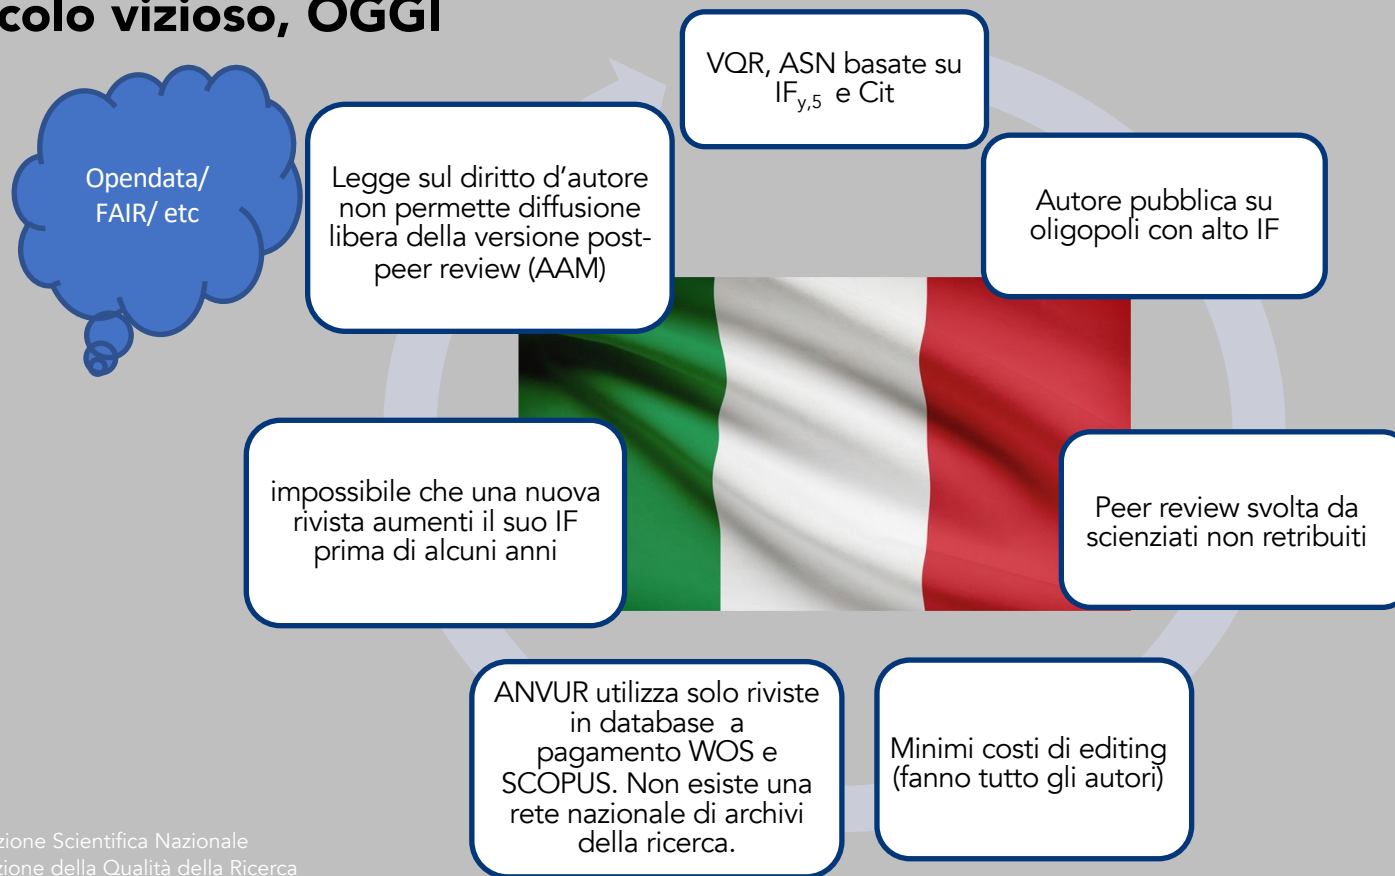 colo vizioso, OGGI
Opendata/
FAIR/ etc
VQR, ASN basate su
IFy,5 e Cit
Autore pubblica su
oligopoli con alto IF
Peer review svolta da
scienziati non retribuiti
Minimi costi di editing
(fanno tutto gli autori)
ANVUR utilizza solo riviste
in database a
pagamento WOS e
SCOPUS. Non esiste una
rete nazionale di archivi
della ricerca.
impossibile che una nuova
rivista aumenti il suo IF
prima di alcuni anni
Legge sul diritto d’autore
non permette diffusione
libera della versione post-
peer review (AAM)
zione Scientifica Nazionale
zione della Qualità della Ricerca